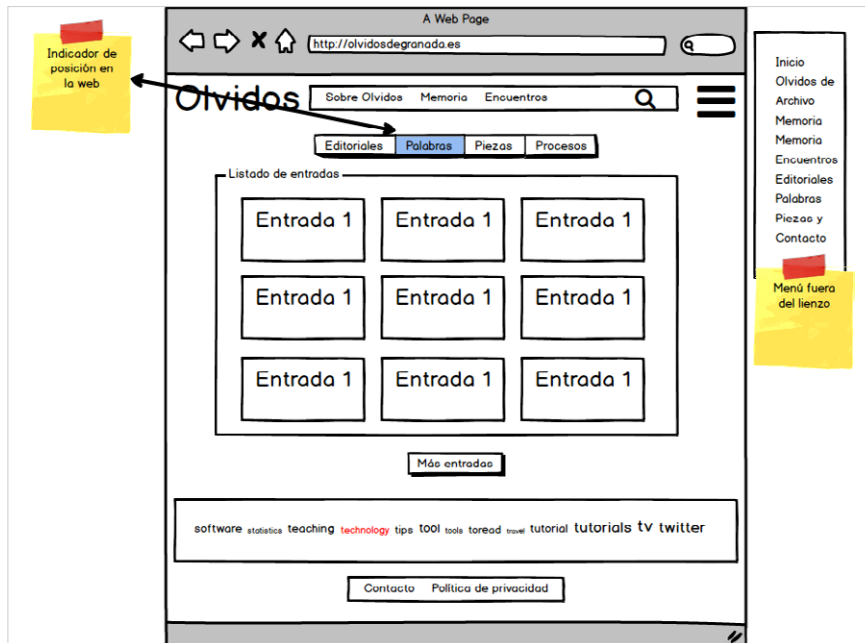 A Web Page
http://olvidosdegranada.es
Indicador de
posición en
la web
Olvidos
Sobre Olvidos Memoria Encuentros
Editoriales Palabras Piezas Procesos
Listado de entradas
Entrada 1 Entrada 1 Entrada 1
Entrada 1 Entrada 1 Entrada 1
Entrada 1 Entrada 1 Entrada 1
Más entradas
software statistics teaching technology tips tool tools toread travel tutorial tutorials tv twitter
Contacto Política de privacidad
Inicio
Olvidos de
Archivo
Memoria
Memoria
Encuentros
Editoriales
Palabras
Piezas y
Contacto
Menú fuera
del lienzo